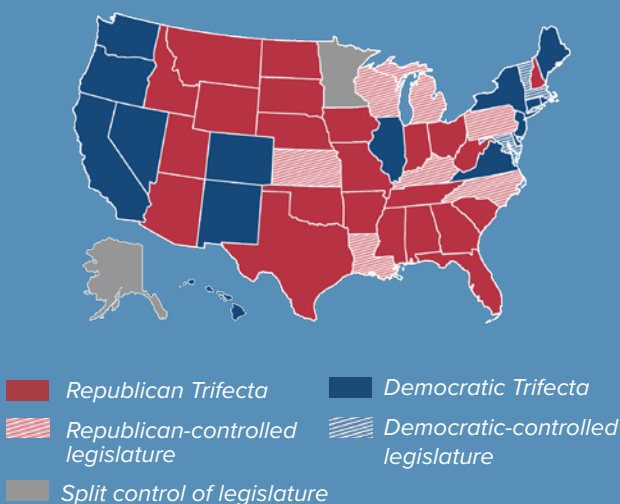 Republican Trifecta
Democratic Trifecta
Republican-controlled
legislature
Democratic-controlled
legislature
Split control of legislature